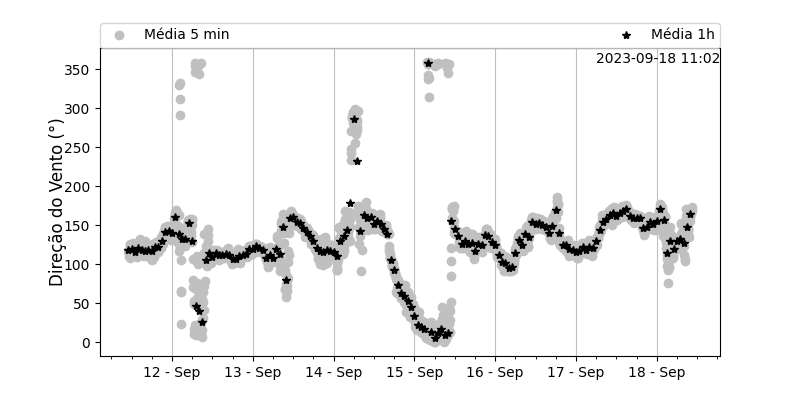 Média 5 min
Média 1h
2023-09-18 11:02
Direção do Vento (°)
350
300
250
200
150
100
50
0
12 - Sep
13 - Sep
14 - Sep
15 - Sep
16 - Sep
17 - Sep
18 - Sep